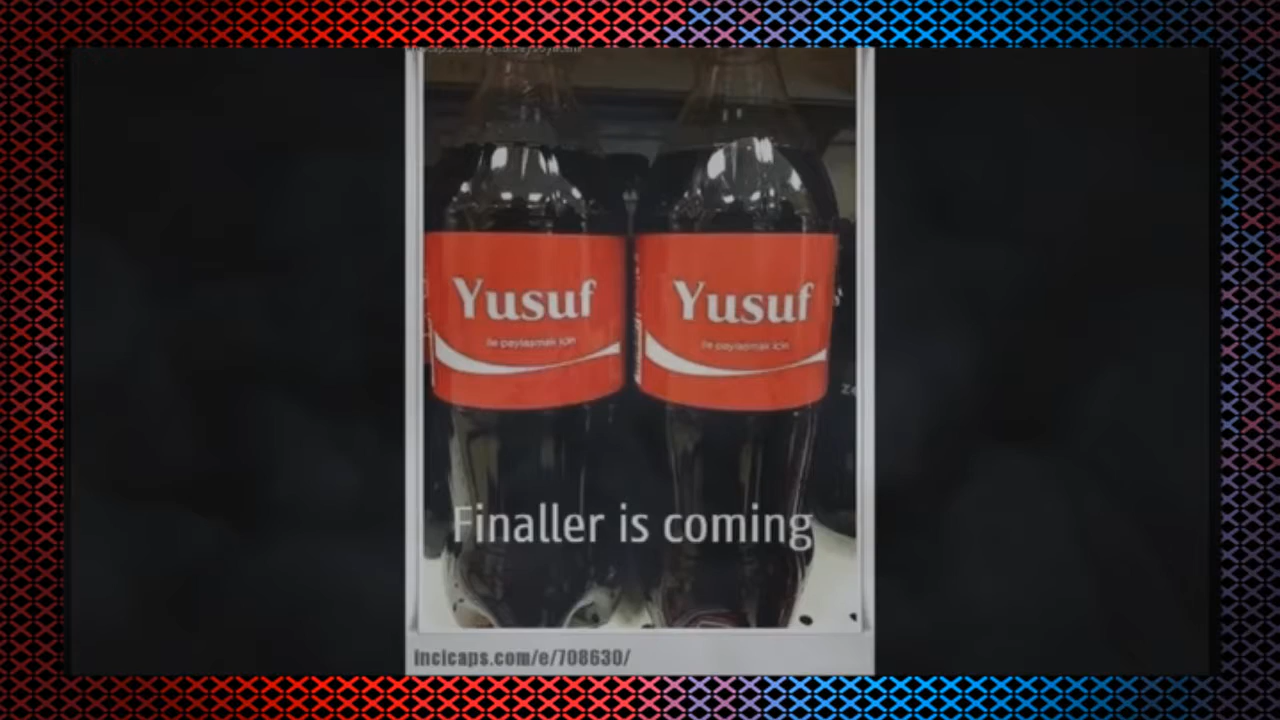 Yusuf
ile paylaşmak için
Yusuf
ile paylaşmak için
Finaller is coming
incicaps.com/e/708630/